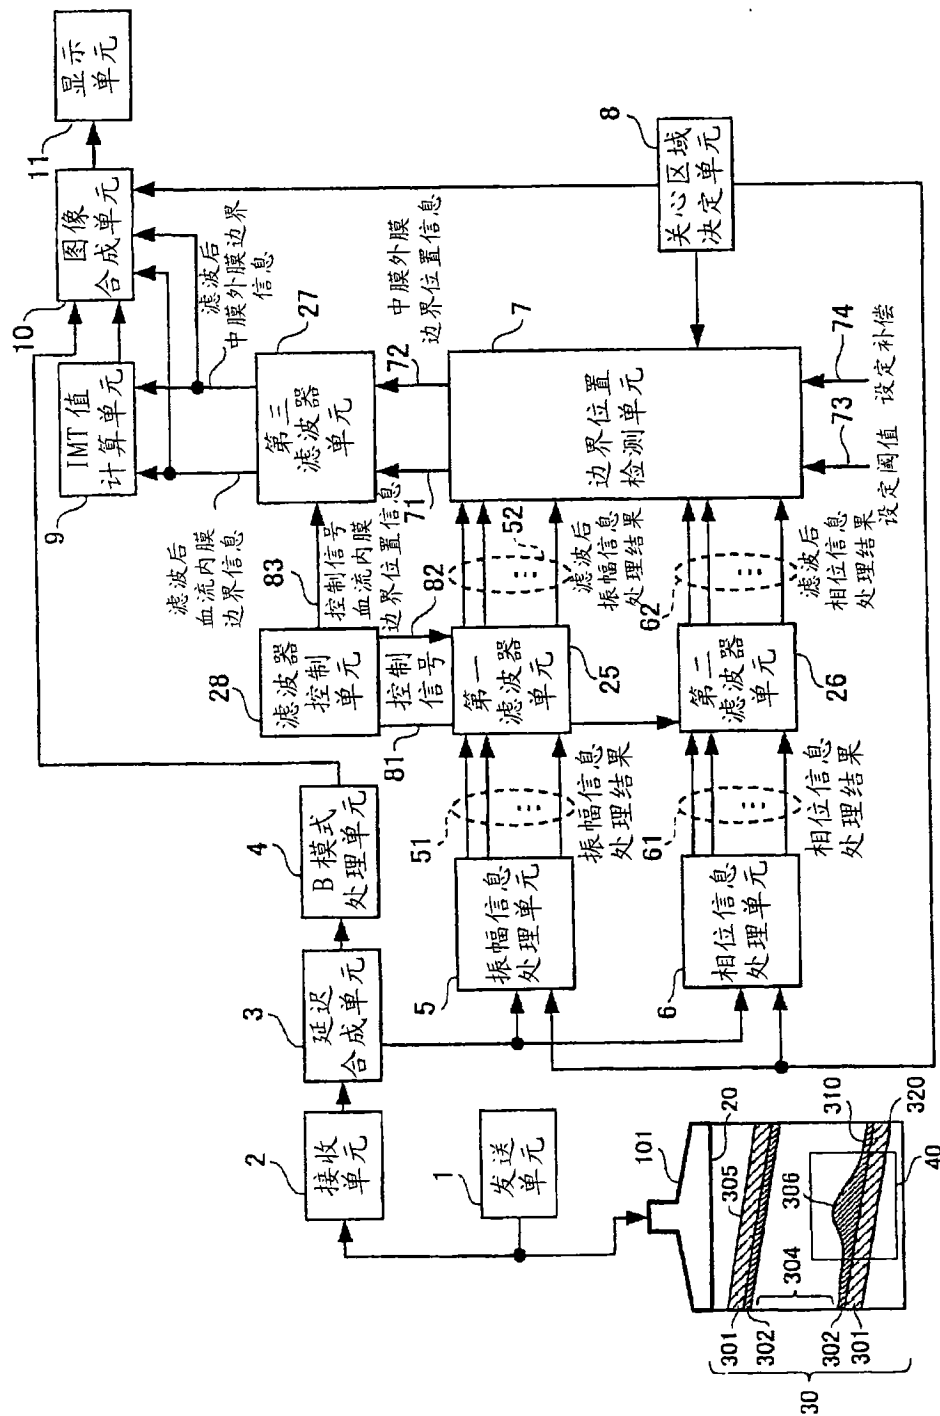 显示
单元
11
图像
合成单元
10
IMT值
计算单元
9
滤波后
中膜外膜边界
信息
滤波后
血流内膜
边界信息
27
第三
滤波器
单元
中膜外膜
边界位置信息
72
71
血流内膜
边界位置信息
83
控制信号
28
滤波器
控制
单元
控制
信号
82
81
8
关心区域
决定单元
7
边界位置
检测单元
74
设定补偿
73
设定阈值
52
滤波后
振幅信息
处理结果
62
滤波后
相位信息
处理结果
第一
滤波器
单元
25
第二
滤波器
单元
26
51
振幅信息
处理结果
61
相位信息
处理结果
4
B模式
处理单元
5
振幅信息
处理单元
6
相位信息
处理单元
3
延迟
合成单元
2
接收
单元
1
发送
单元
101
20
305
310
320
306
40
304
301
302
302
301
30